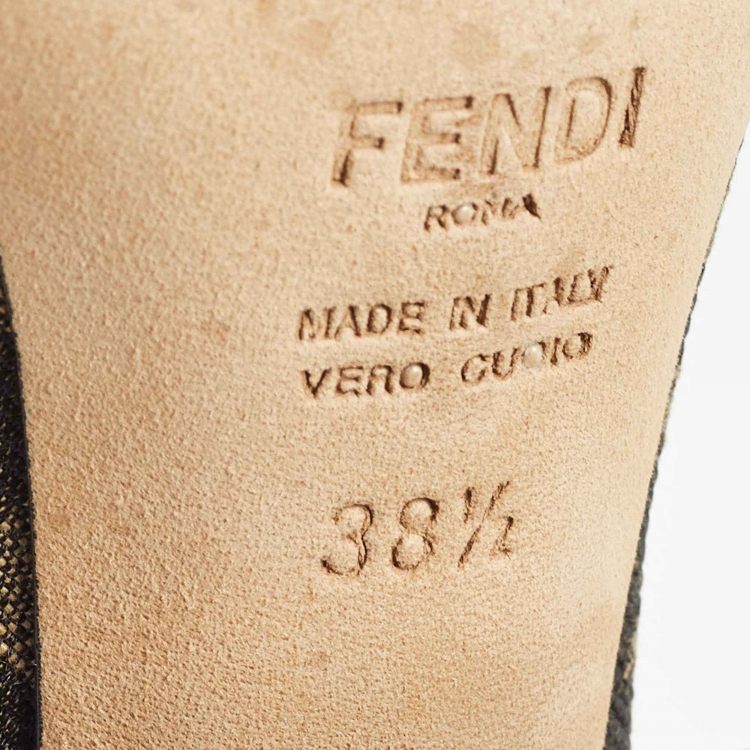 FENDI
ROMA
MADE IN ITALY
VERO CUOIO
38½